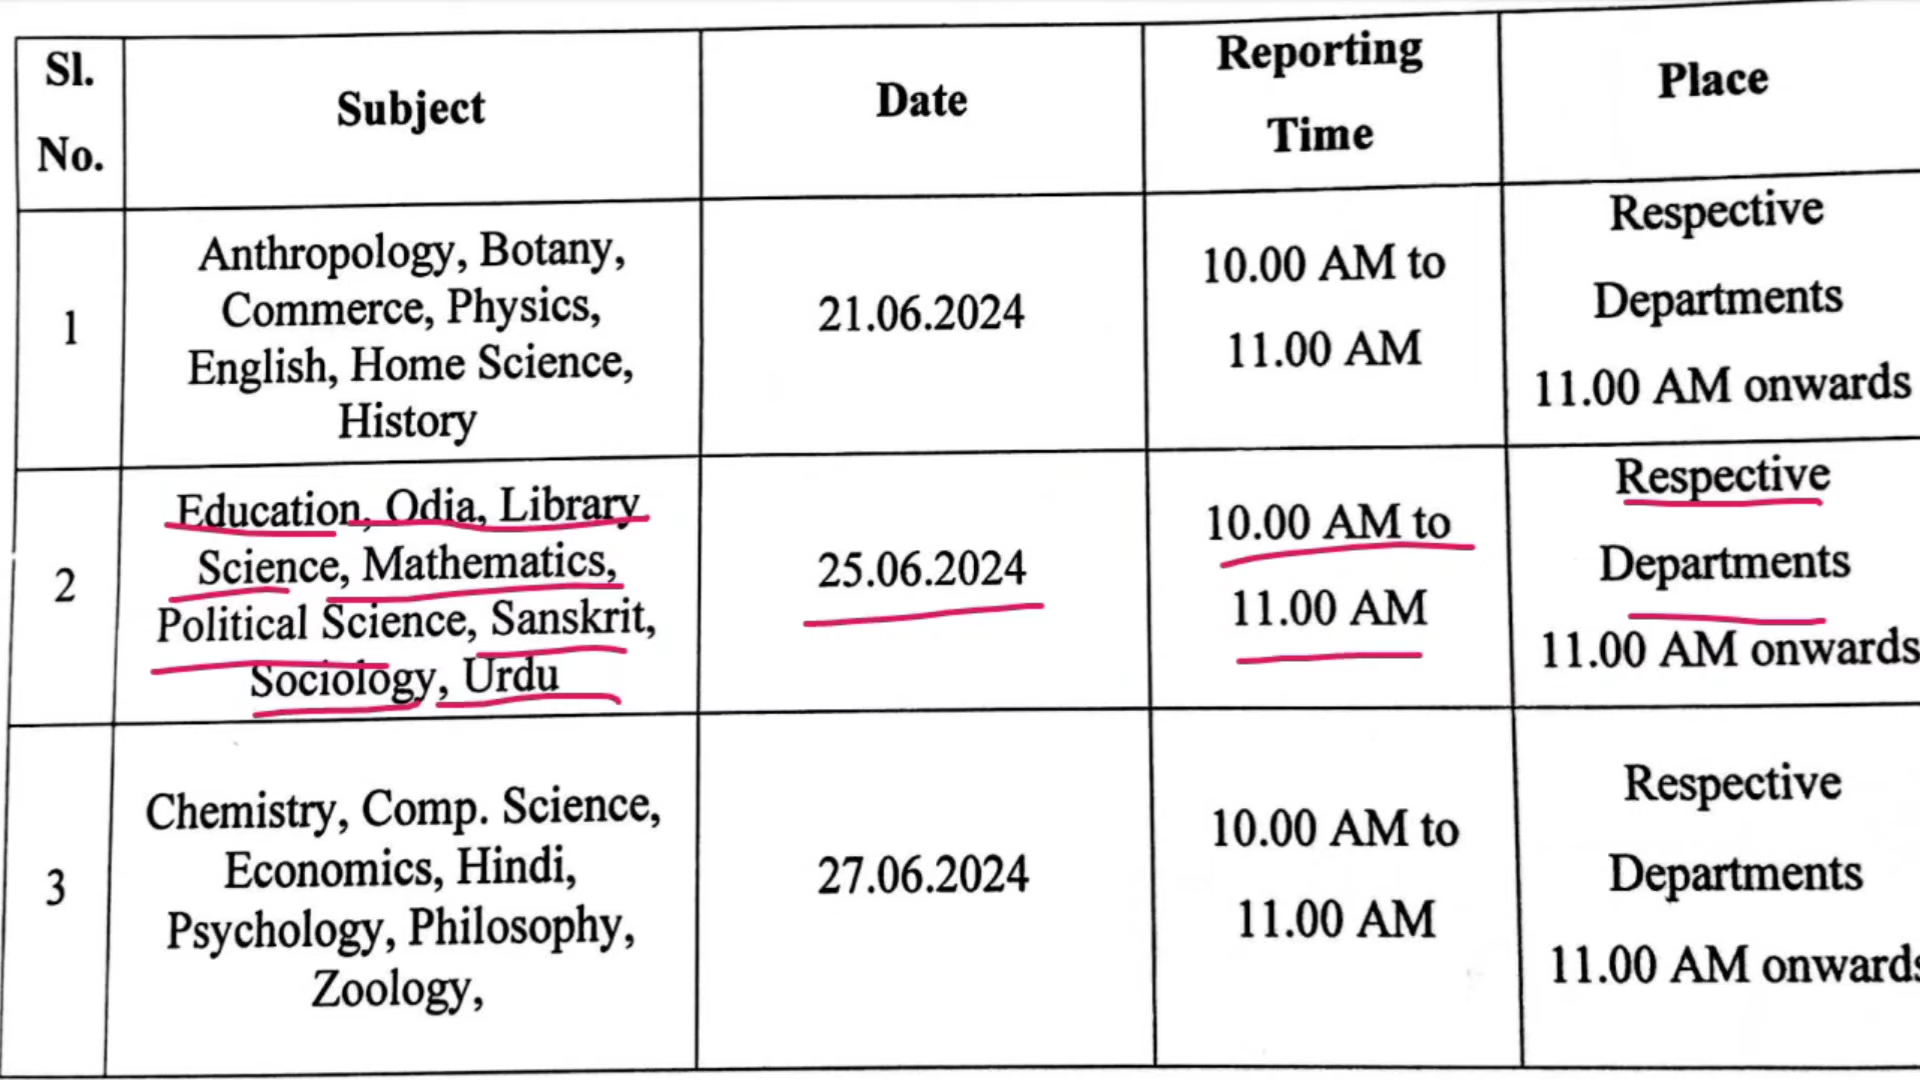 Sl.
No.
Subject
Date
Reporting
Time
Place
1
Anthropology, Botany,
Commerce, Physics,
English, Home Science,
History
21.06.2024
10.00 AM to
11.00 AM
Respective
Departments
11.00 AM onwards
2
Education, Odia, Library
Science, Mathematics,
Political Science, Sanskrit,
Sociology, Urdu
25.06.2024
10.00 AM to
11.00 AM
Respective
Departments
11.00 AM onwards
3
Chemistry, Comp. Science,
Economics, Hindi,
Psychology, Philosophy,
Zoology,
27.06.2024
10.00 AM to
11.00 AM
Respective
Departments
11.00 AM onwards